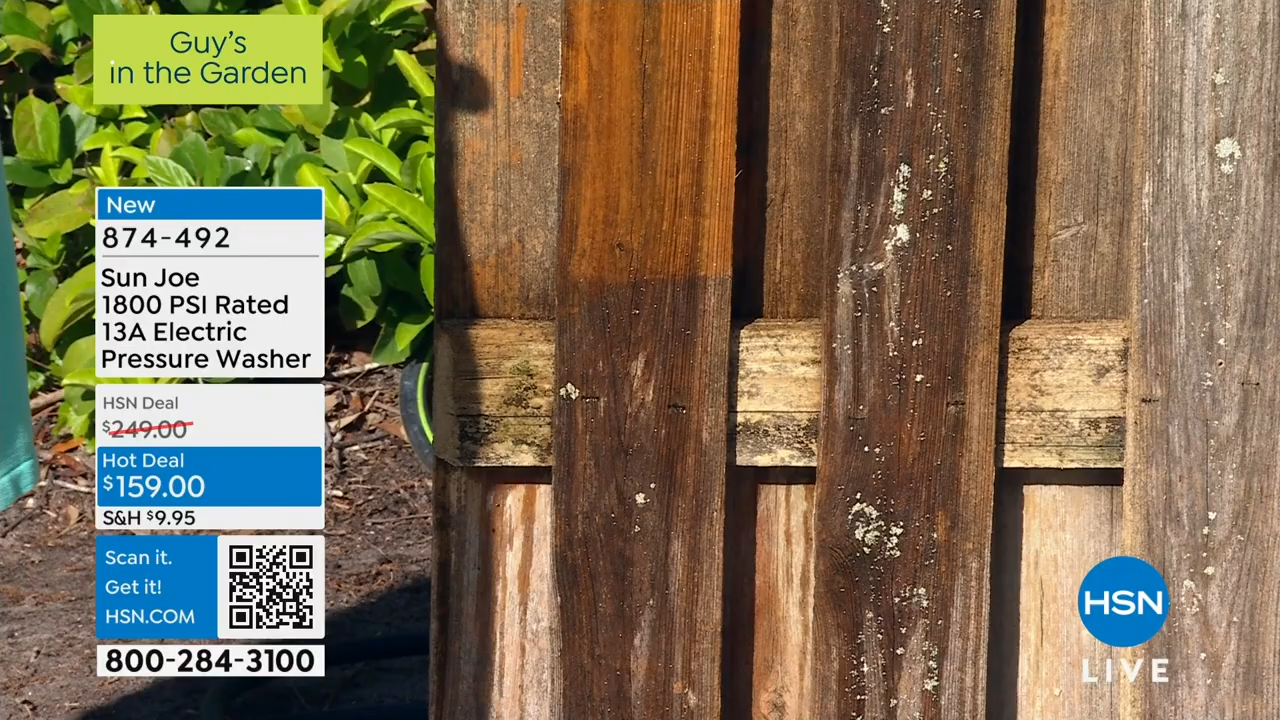 Guy's
in the Garden
New
874-492
Sun Joe
1800 PSI Rated
13A Electric
Pressure Washer
HSN Deal
$249.00
Hot Deal
$159.00
S&H $9.95
Scan it.
Get it!
HSN.COM
800-284-3100
HSN
LIVE